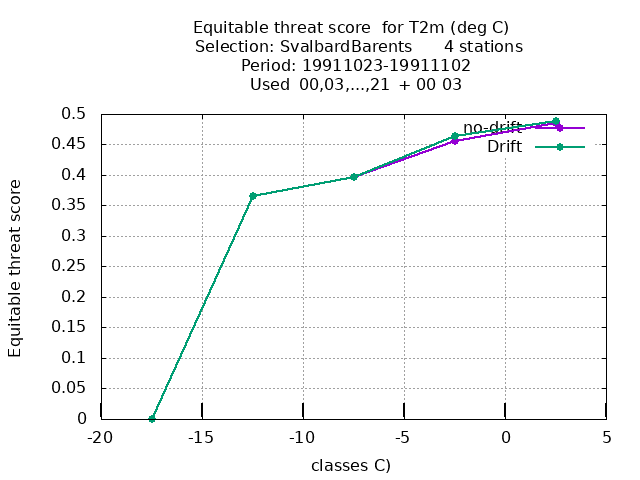 Equitable threat score for T2m (deg C)
Selection: SvalbardBarents 4 stations
Period: 19911023-19911102
Used 00,03,...,21 + 00 03
Equitable threat score
0.5
0.45
0.4
0.35
0.3
0.25
0.2
0.15
0.1
0.05
0
no-drift
Drift
-20 -15 -10 -5 0 5
classes C)